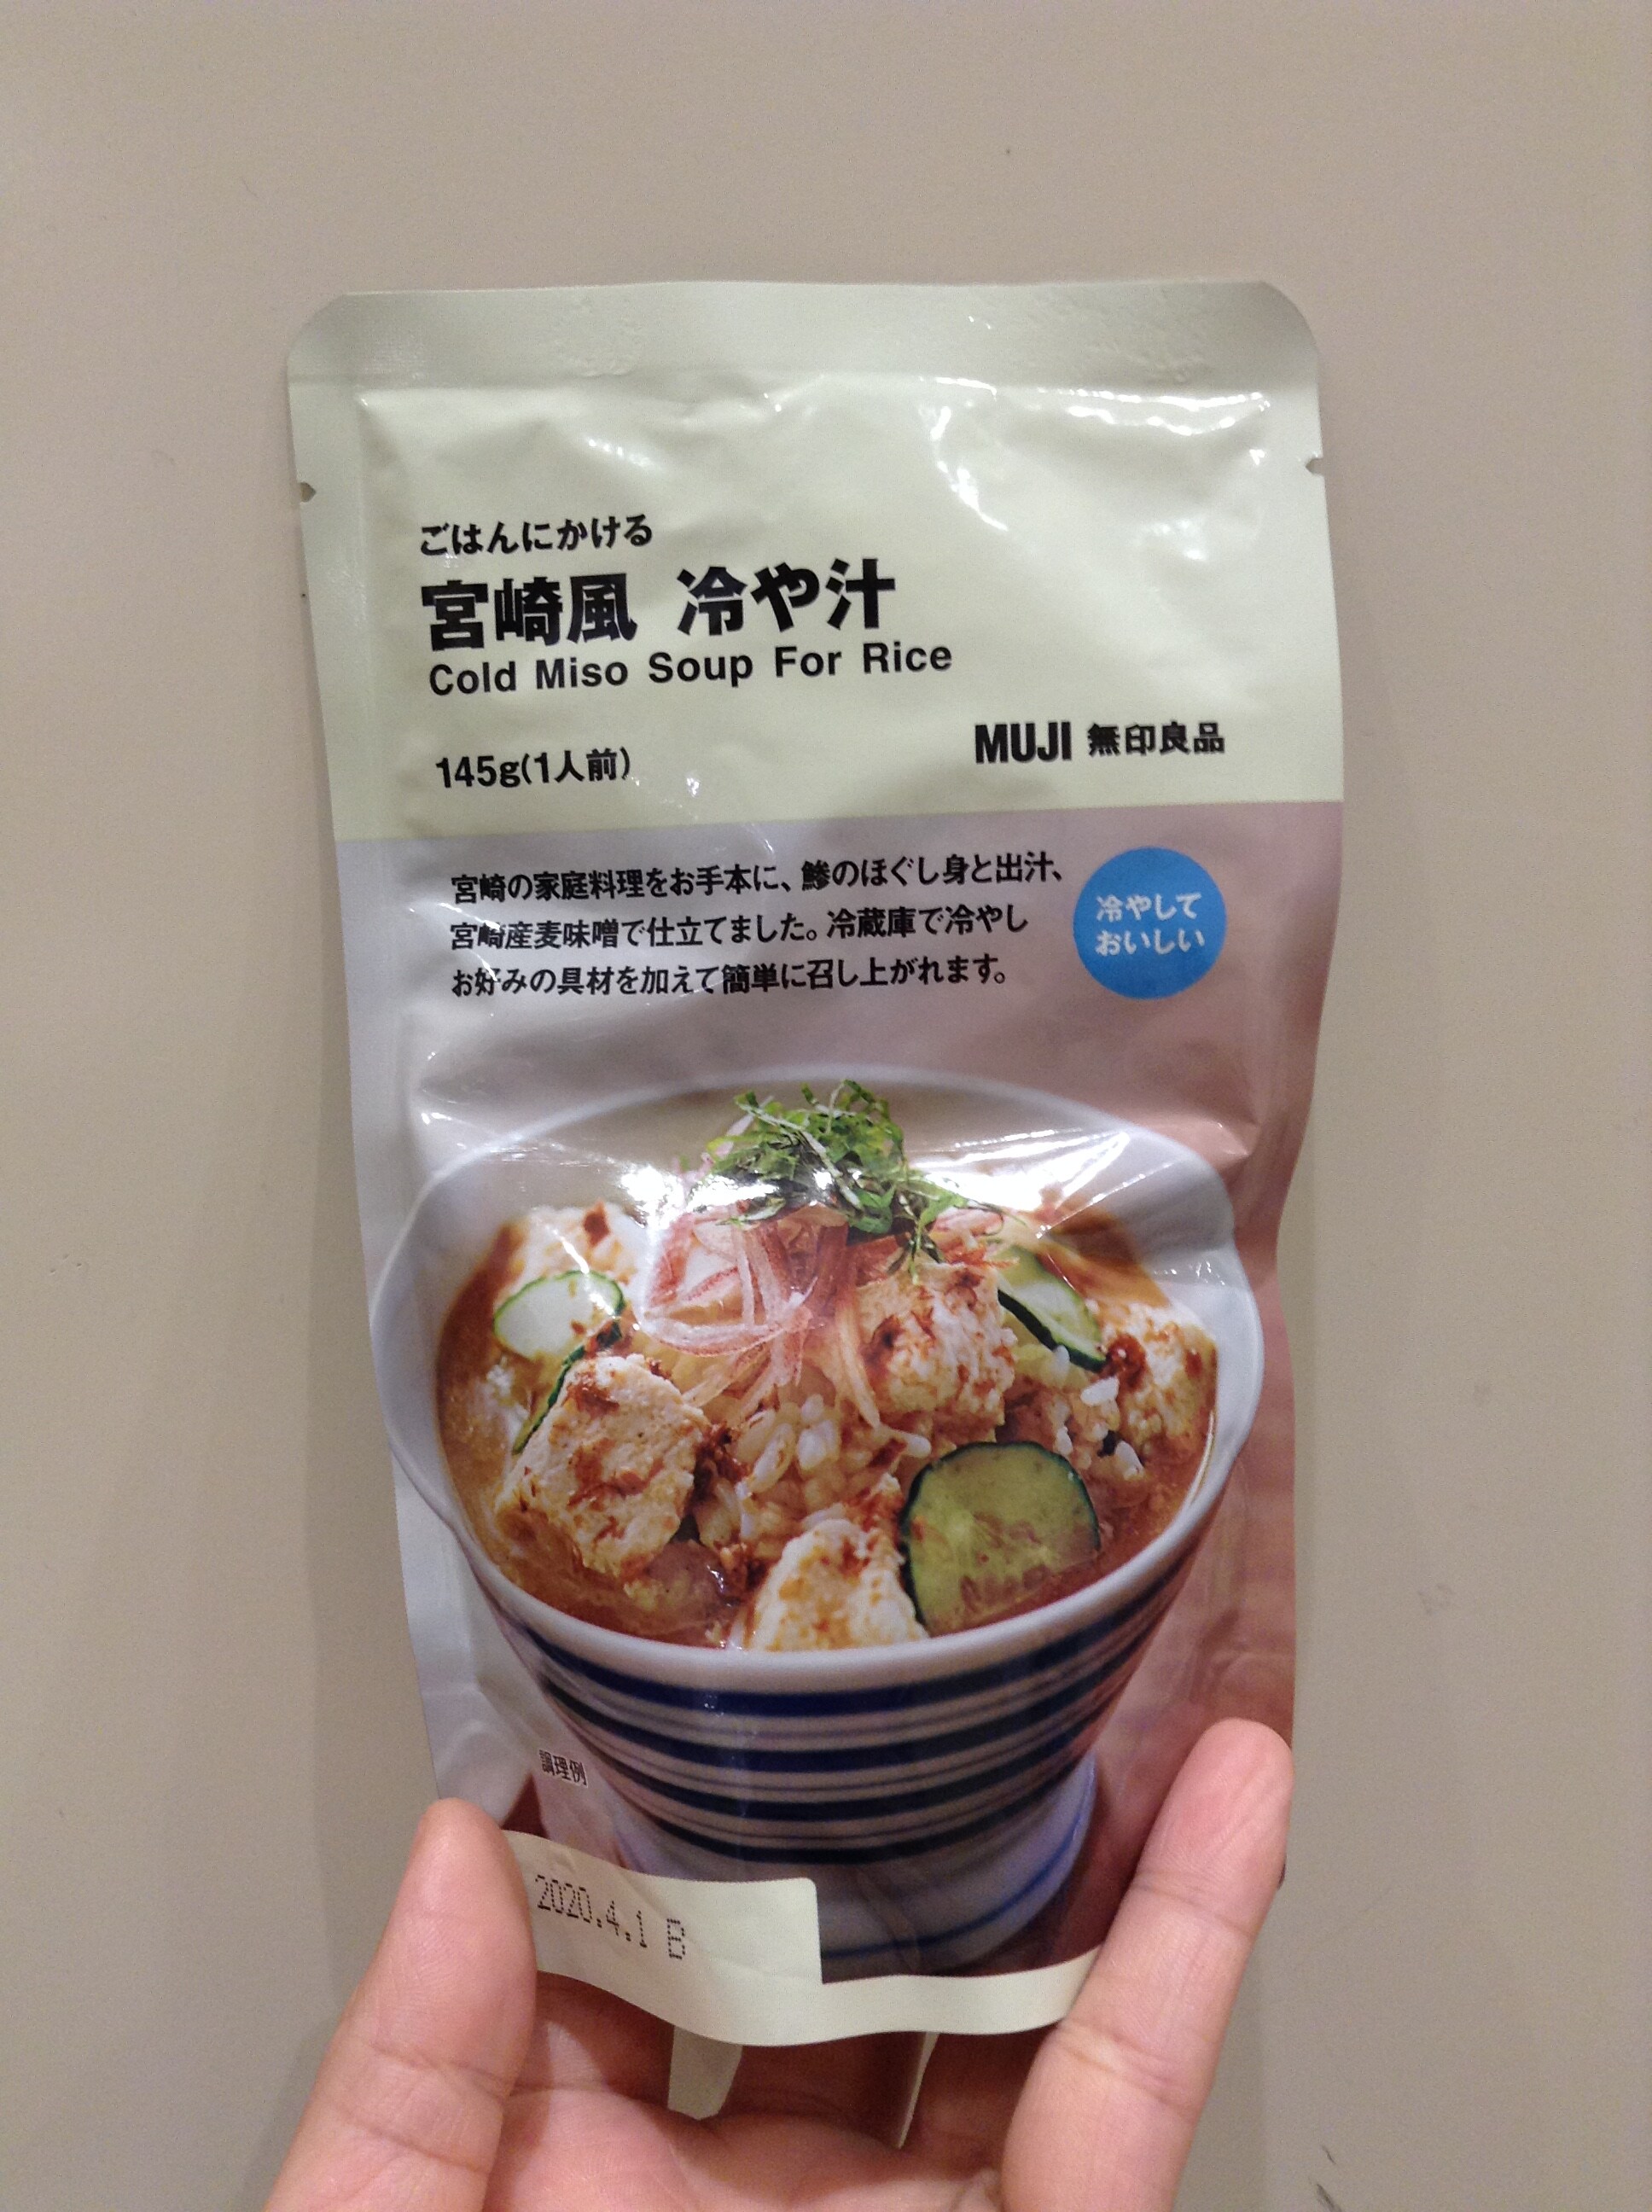 ごはんにかける
宮崎風 冷や汁
Cold Miso Soup For Rice
145g(1人前)
MUJI 無印良品
宮崎の家庭料理をお手本に、鯵のほぐし身と出汁、
宮崎産麦味噌で仕立てました。冷蔵庫で冷やし
お好みの具材を加えて簡単に召し上がれます。
冷やして
おいしい
調理例
2020.4.1 B